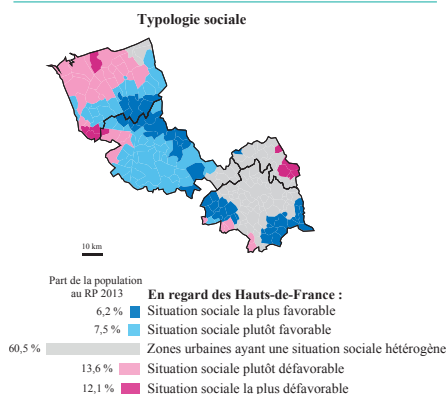 Typologie sociale
10 km
Part de la population
au RP 2013
En regard des Hauts-de-France :
6,2 % Situation sociale la plus favorable
7,5 % Situation sociale plutôt favorable
60,5 % Zones urbaines ayant une situation sociale hétérogène
13,6 % Situation sociale plutôt défavorable
12,1 % Situation sociale la plus défavorable